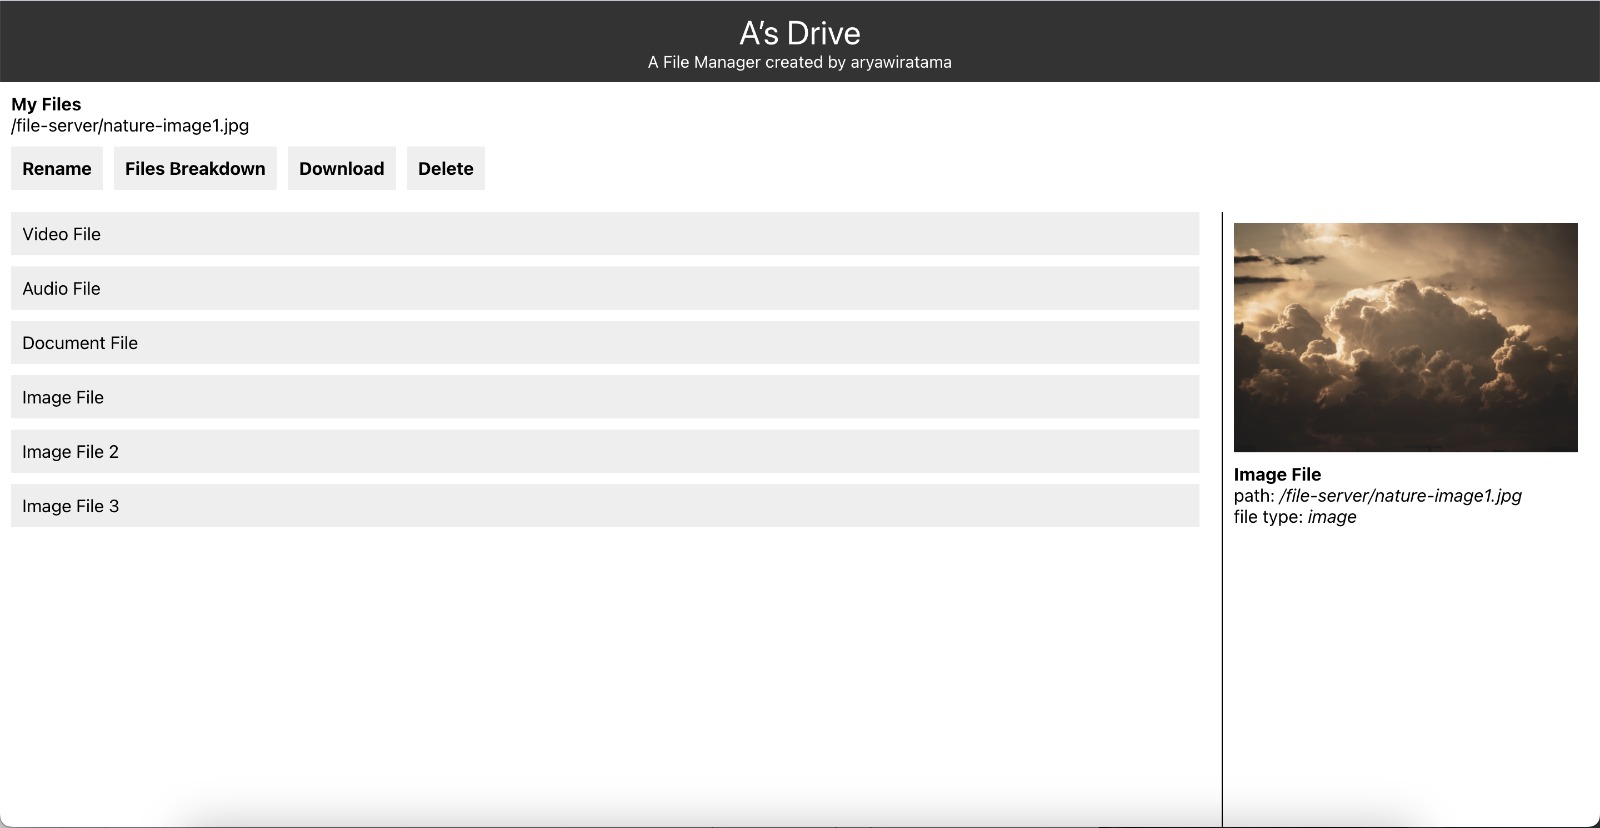 A’s Drive
A File Manager created by aryawiratama
My Files
/file-server/nature-image1.jpg
Rename Files Breakdown Download Delete
Video File
Audio File
Document File
Image File
Image File 2
Image File 3
Image File
path: /file-server/nature-image1.jpg
file type: image